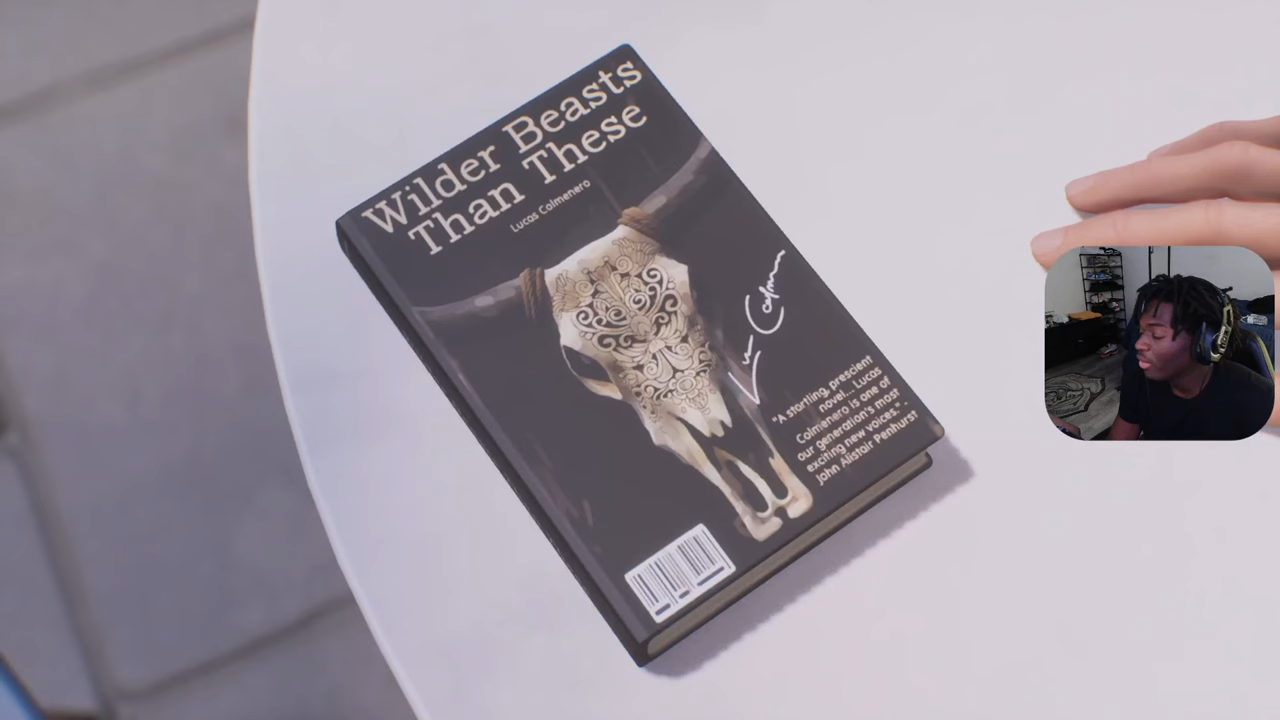 Wilder Beasts
Than These
Lucas Colmenero
"A startling, prescient
novel... Lucas
Colmenero is one of
our generation's most
exciting new voices." -
John Alistair Penhurst